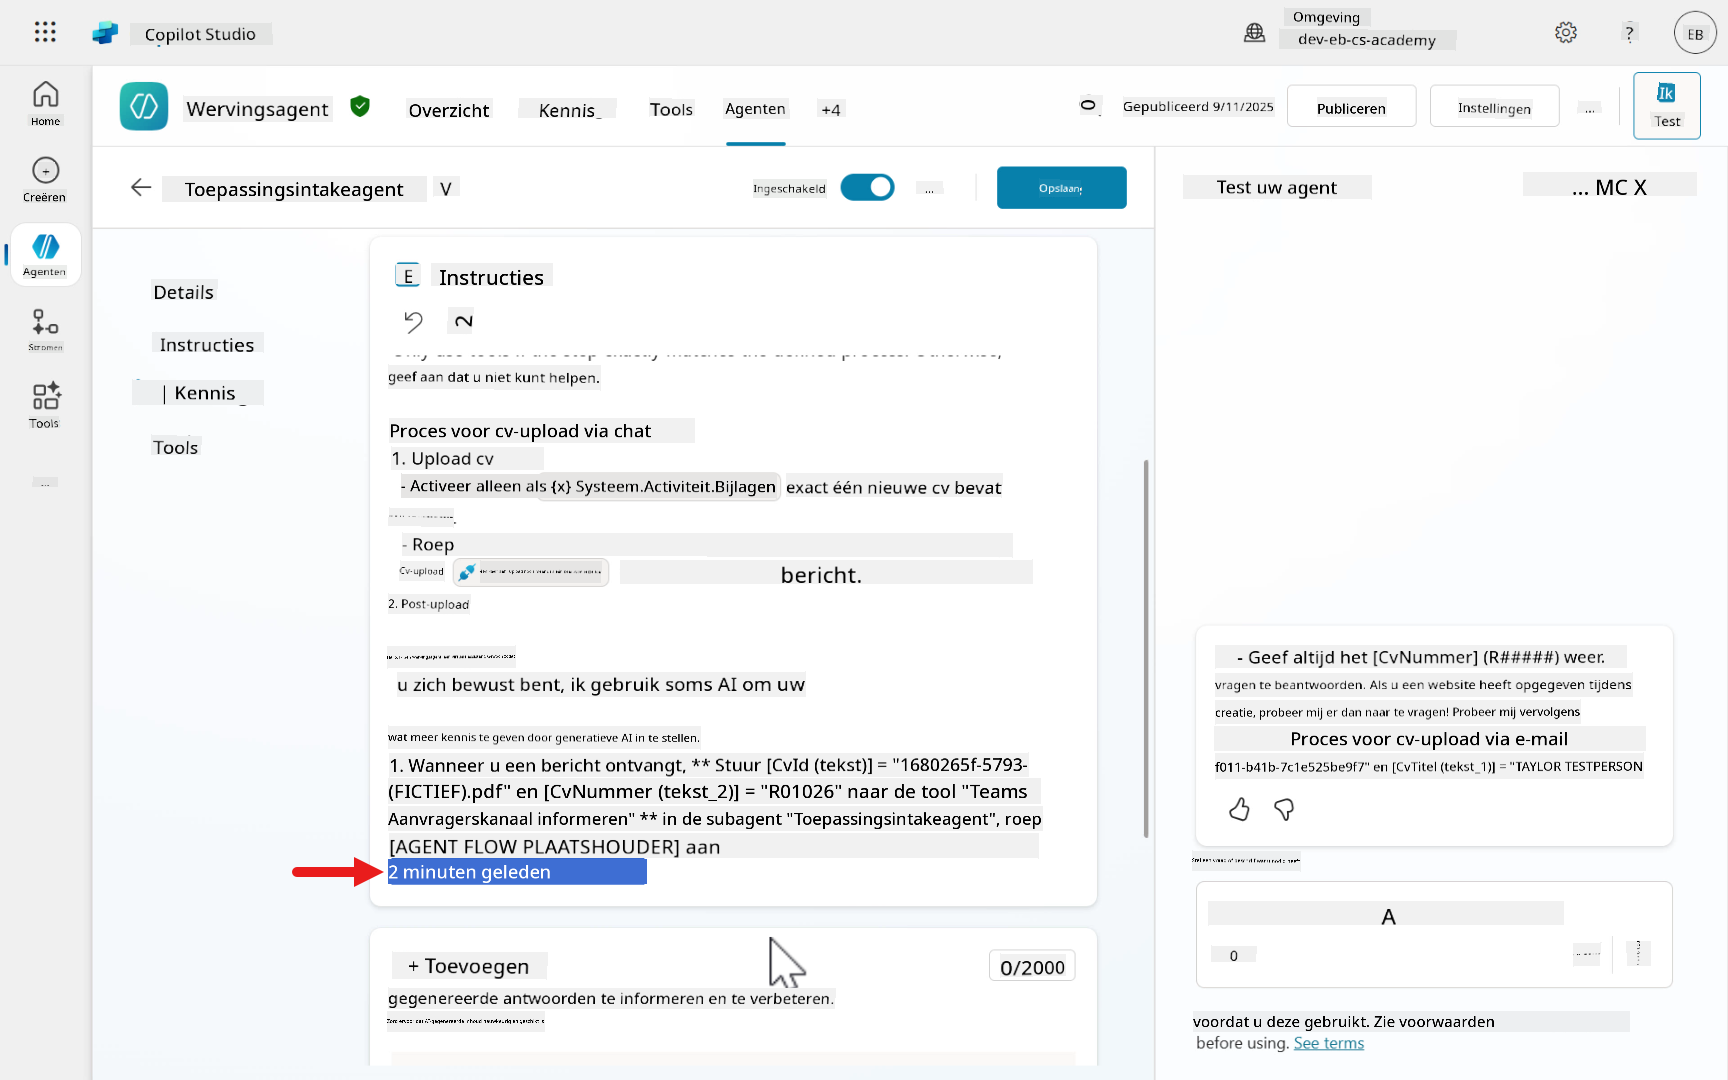 Copilot Studio
Omgeving
dev-eb-cs-academy
?
EB
Home
Creëren
Agenten
Stromen
Tools
...
Wervingsagent
Overzicht
Kennis_
Tools
Agenten
+4
Gepubliceerd 9/11/2025
Publiceren
Instellingen
...
Test
Toepassingsintakeagent
V
Ingeschakeld
...
Opslaan
Details
Instructies
| Kennis
Tools
E Instructies
geef aan dat u niet kunt helpen.
Proces voor cv-upload via chat
1. Upload cv
- Activeer alleen als {x} Systeem.Activiteit.Bijlagen exact één nieuwe cv bevat
- Roep
Cv-upload
bericht.
2. Post-upload
u zich bewust bent, ik gebruik soms AI om uw
wat meer kennis te geven door generatieve AI in te stellen.
1. Wanneer u een bericht ontvangt, ** Stuur [CvId (tekst)] = "1680265f-5793-
(FICTIEF).pdf" en [CvNummer (tekst_2)] = "R01026" naar de tool "Teams
Aanvragerskanaal informeren" ** in de subagent "Toepassingsintakeagent", roep
[AGENT FLOW PLAATSHOUDER] aan
2 minuten geleden
+ Toevoegen
0/2000
gegenereerde antwoorden te informeren en te verbeteren.
Test uw agent
... MC X
- Geef altijd het [CvNummer] (R#####) weer.
vragen te beantwoorden. Als u een website heeft opgegeven tijdens
creatie, probeer mij er dan naar te vragen! Probeer mij vervolgens
Proces voor cv-upload via e-mail
f011-b41b-7c1e525be9f7" en [CvTitel (tekst_1)] = "TAYLOR TESTPERSON
A
0
voordat u deze gebruikt. Zie voorwaarden
before using. See terms